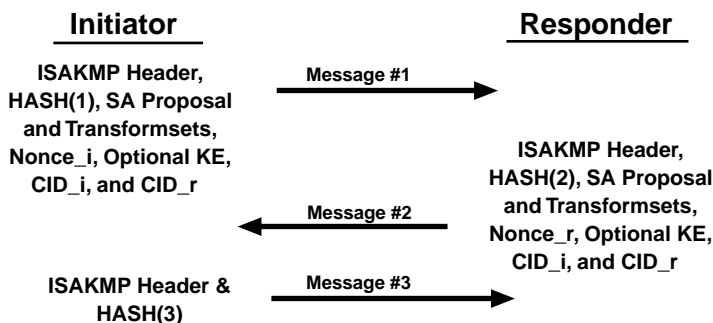 Initiator
Responder
ISAKMP Header,
HASH(1), SA Proposal
and Transformsets,
Nonce_i, Optional KE,
CID_i, and CID_r
Message #1
ISAKMP Header,
HASH(2), SA Proposal
and Transformsets,
Nonce_r, Optional KE,
CID_i, and CID_r
Message #2
ISAKMP Header &
HASH(3)
Message #3